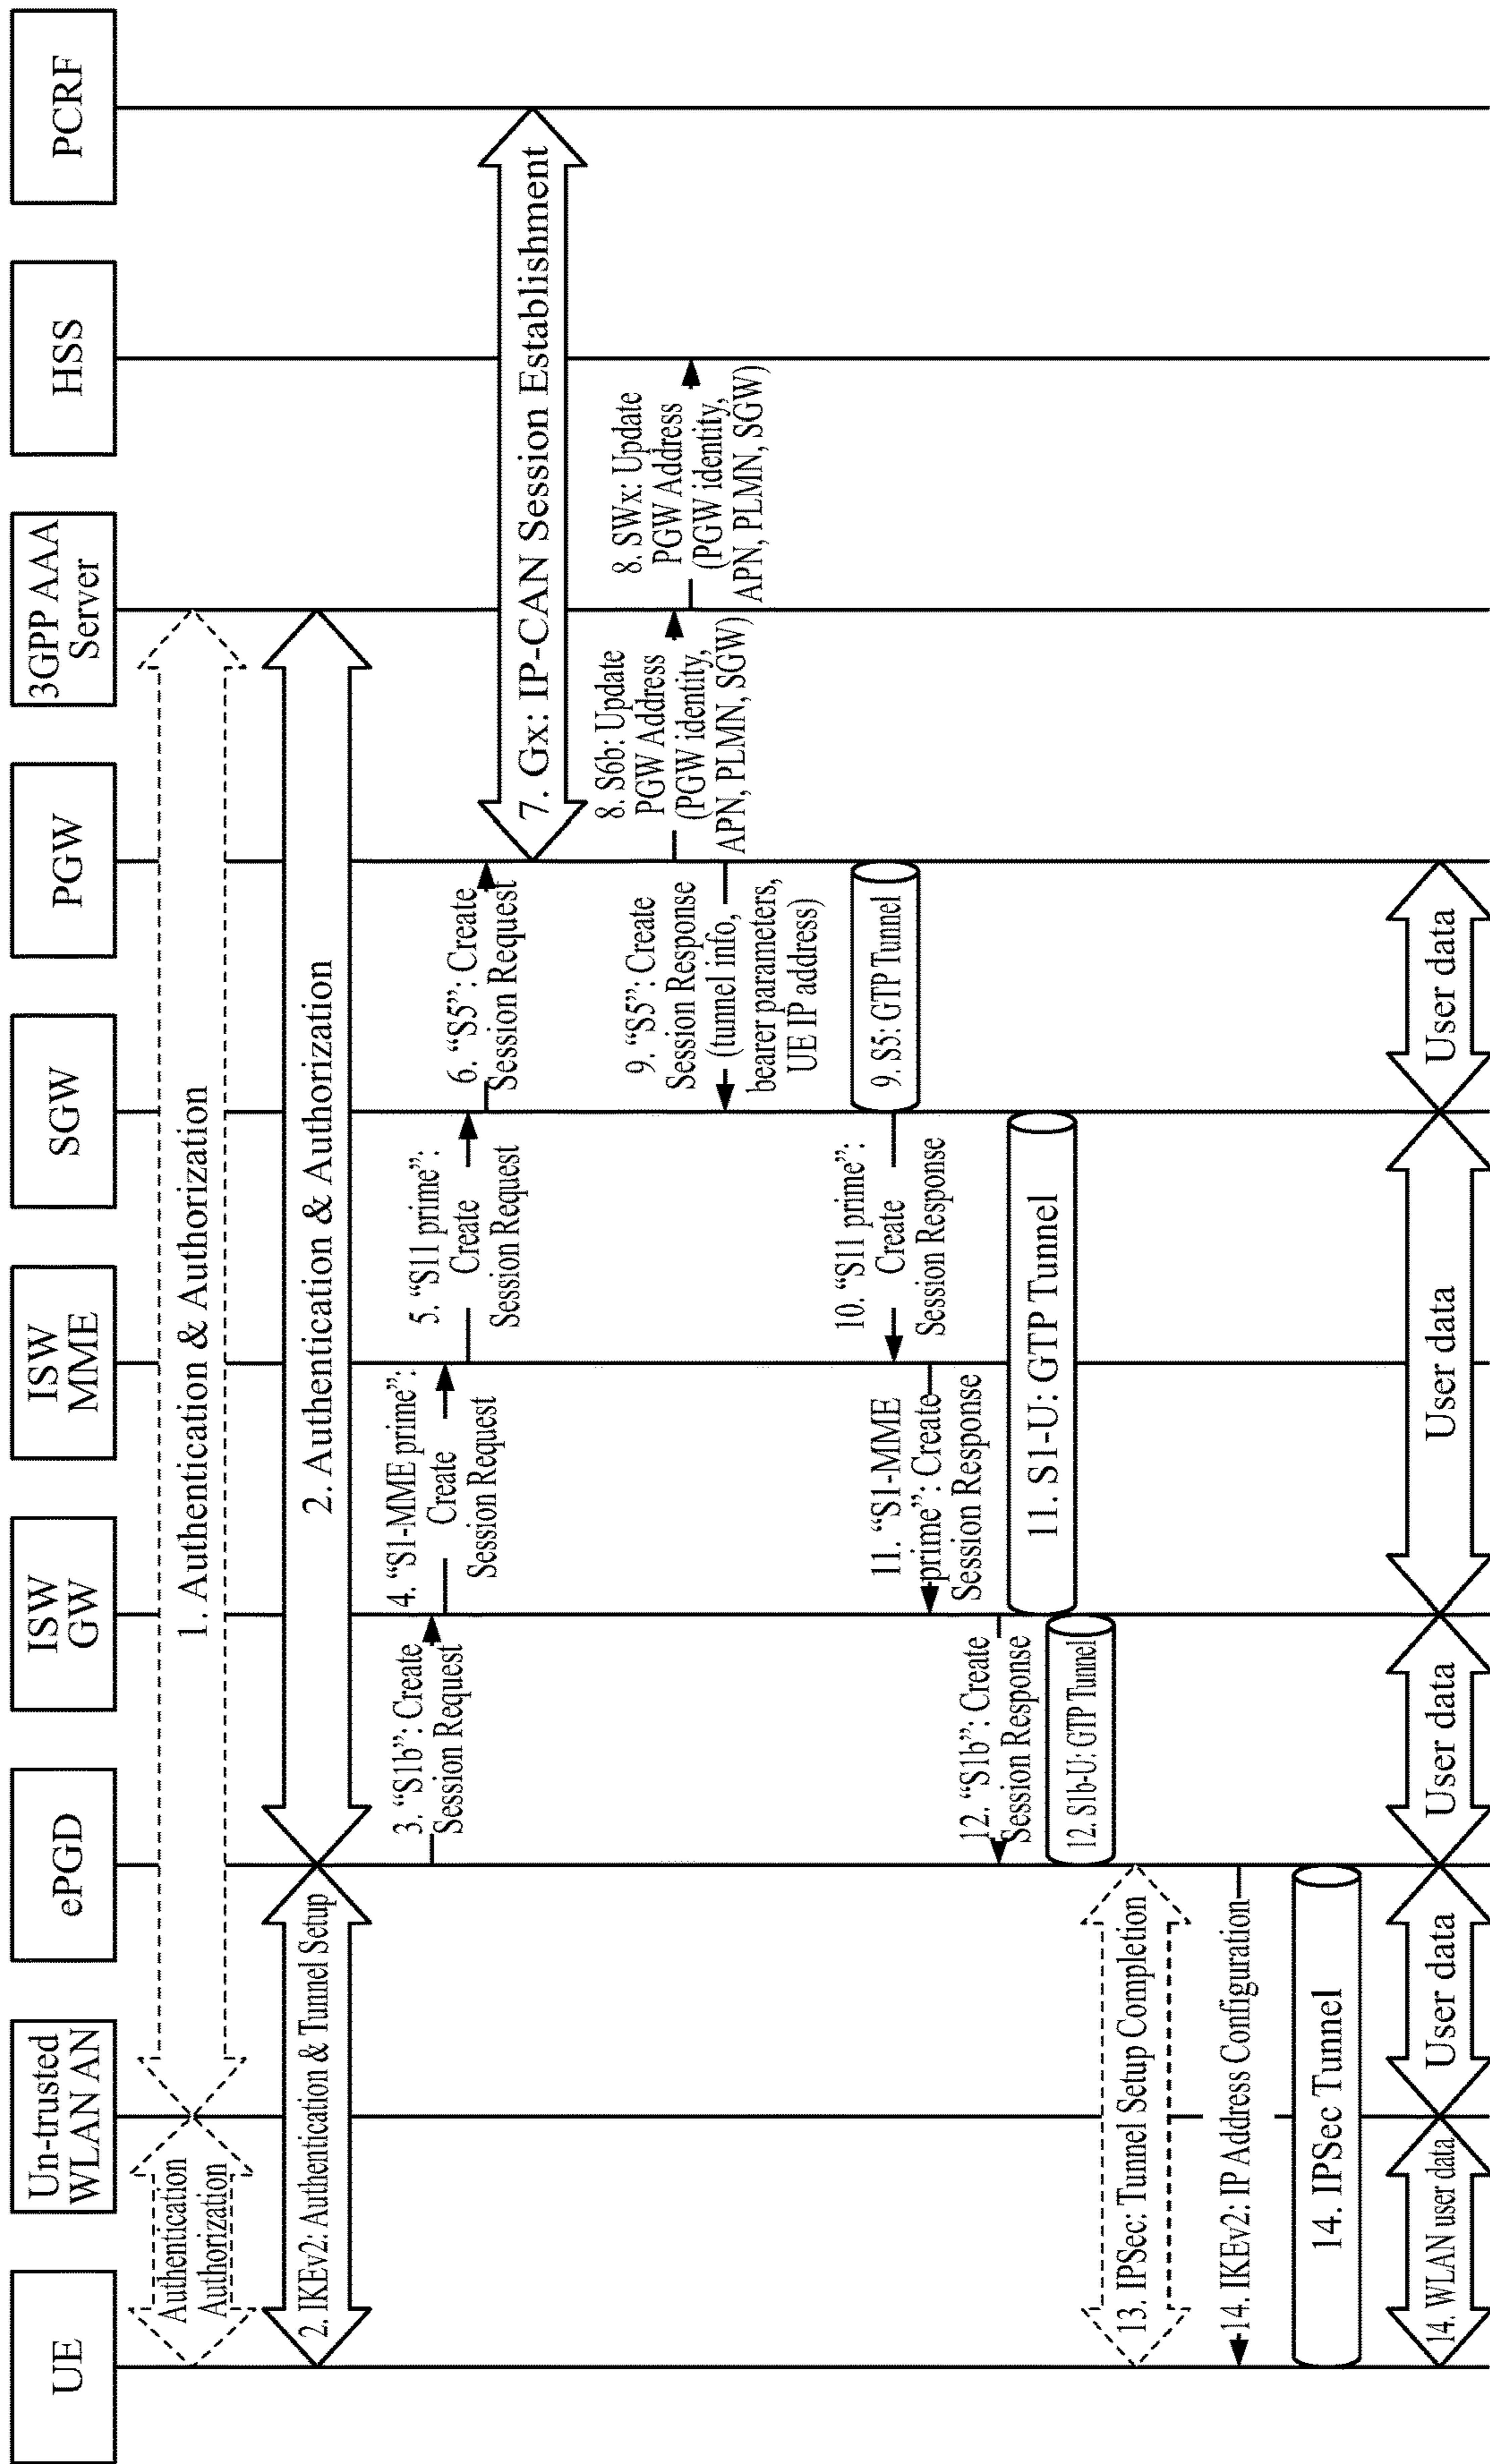 UE
Un-trusted
WLAN AN
ePGD
ISW
GW
ISW
MME
SGW
PGW
3GPP AAA
Server
HSS
PCRF
Authentication
Authorization
1. Authentication & Authorization
2. IKEv2: Authentication & Tunnel Setup
2. Authentication & Authorization
3. “S1b”: Create
Session Request
4. “S1-MME prime”:
Create
Session Request
5. “S11 prime”:
Create
Session Request
6. “S5”: Create
Session Request
7. Gx: IP-CAN Session Establishment
8. S6b: Update
PGW Address
(PGW identity,
APN, PLMN, SGW)
8. SWx: Update
PGW Address
(PGW identity,
APN, PLMN, SGW)
9. “S5”: Create
Session Response
(tunnel info,
bearer parameters,
UE IP address)
9. S5: GTP Tunnel
10. “S11 prime”:
Create
Session Response
11. “S1-MME
prime”: Create
Session Response
11. S1-U: GTP Tunnel
12. “S1b”: Create
Session Response
12. S1b-U: GTP Tunnel
13. IPSec: Tunnel Setup Completion
14. IKEv2: IP Address Configuration
14. IPSec Tunnel
14. WLAN user data
User data
User data
User data
User data